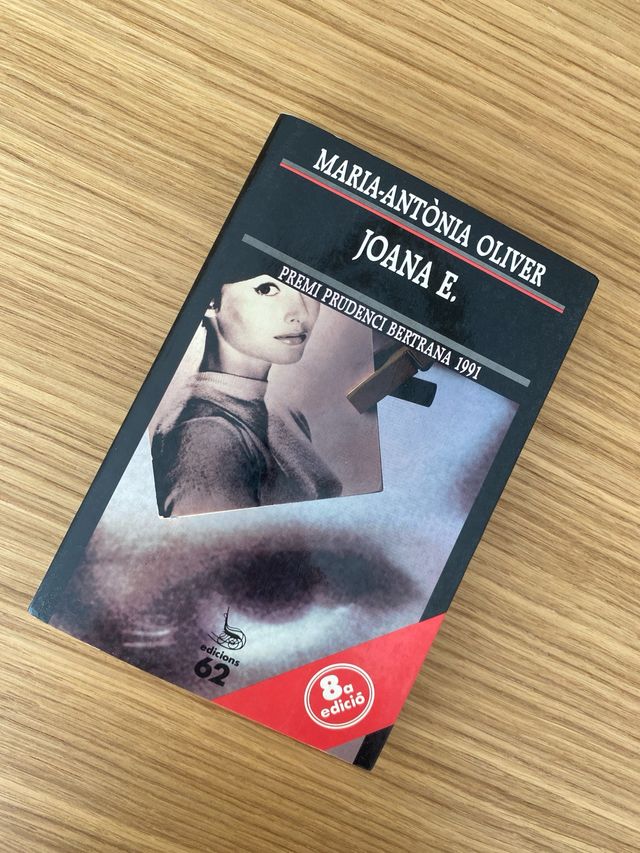 MARIA-ANTÒNIA OLIVER
JOANA E.
PREMI PRUDENCI BERTRANA 1991
edicions
62
8a
edició